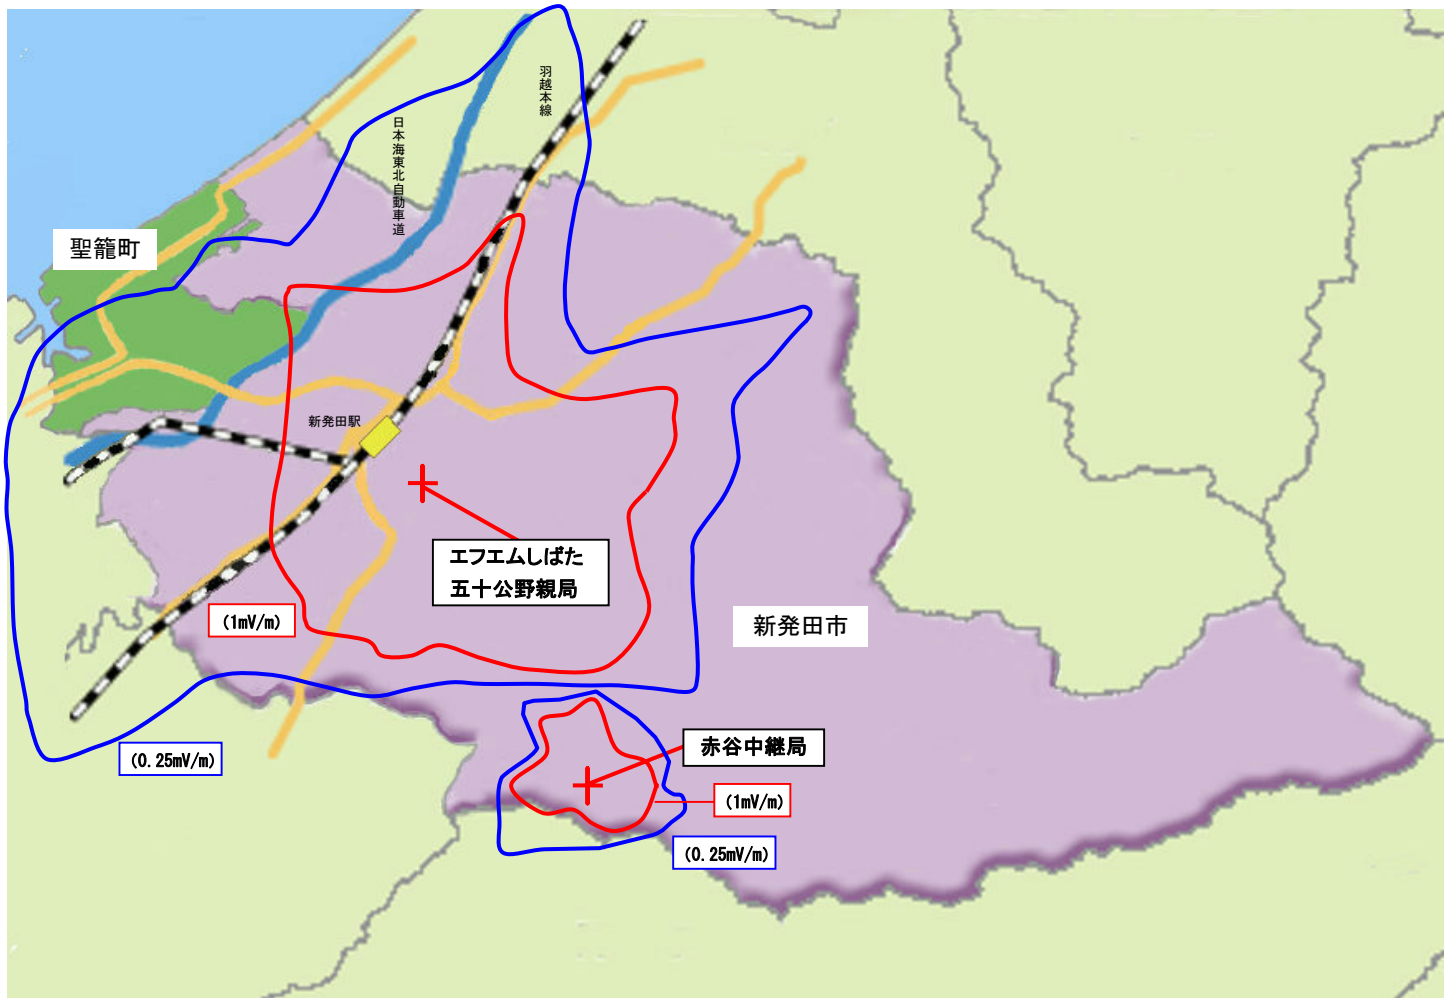 羽越本線
日本海東北自動車道
聖籠町
新発田駅
エフエムしばた
五十公野親局
(1mV/m)
新発田市
(0.25mV/m)
赤谷中継局
(1mV/m)
(0.25mV/m)